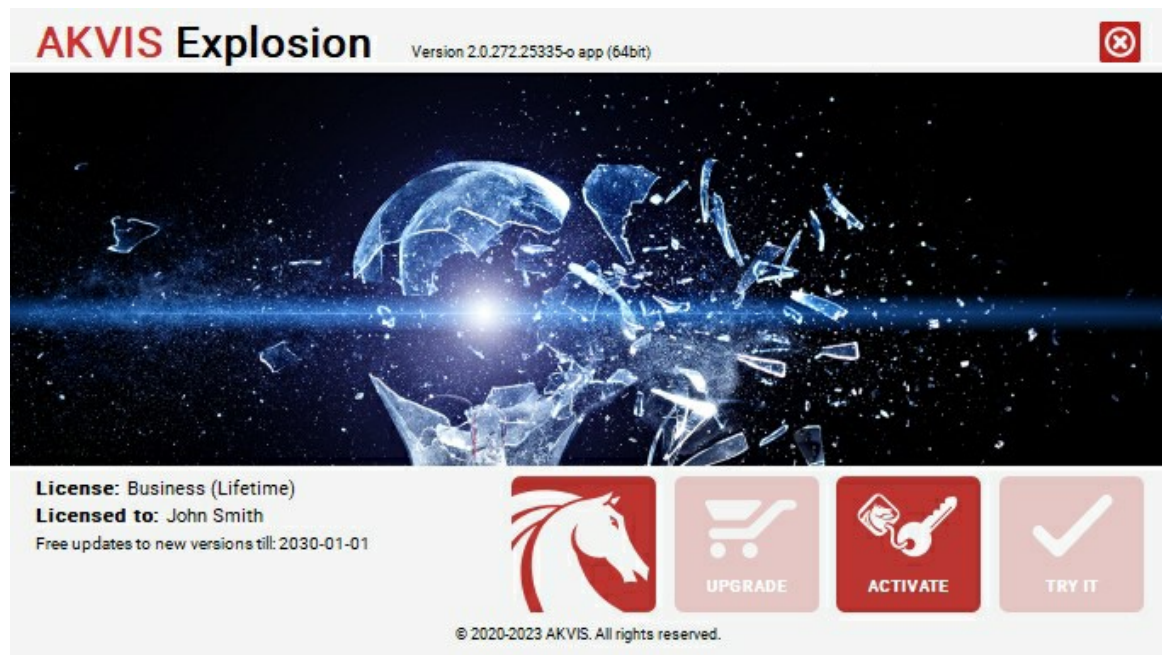 AKVIS Explosion Version 2.0.272.25335-o app (64bit)
License: Business (Lifetime)
Licensed to: John Smith
Free updates to new versions till: 2030-01-01
UPGRADE ACTIVATE TRY IT
© 2020-2023 AKVIS. All rights reserved.